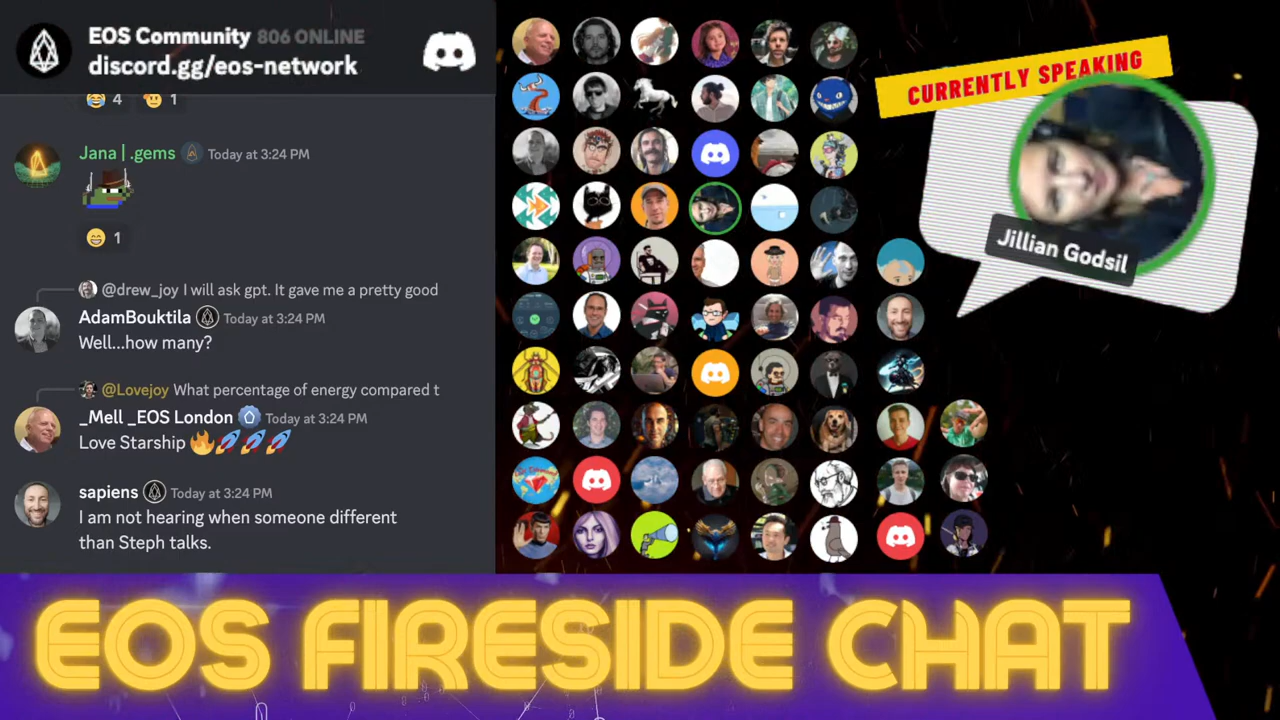 EOS Community 806 ONLINE
discord.gg/eos-network
4 1
Jana | .gems Today at 3:24 PM
1
@drew_joy I will ask gpt. It gave me a pretty good
AdamBouktila Today at 3:24 PM
Well...how many?
@Lovejoy What percentage of energy compared t
_Mell _EOS London Today at 3:24 PM
Love Starship 🔥🚀🚀🚀
sapiens Today at 3:24 PM
I am not hearing when someone different
than Steph talks.
CURRENTLY SPEAKING
Jillian Godsil
EOS FIRESIDE CHAT